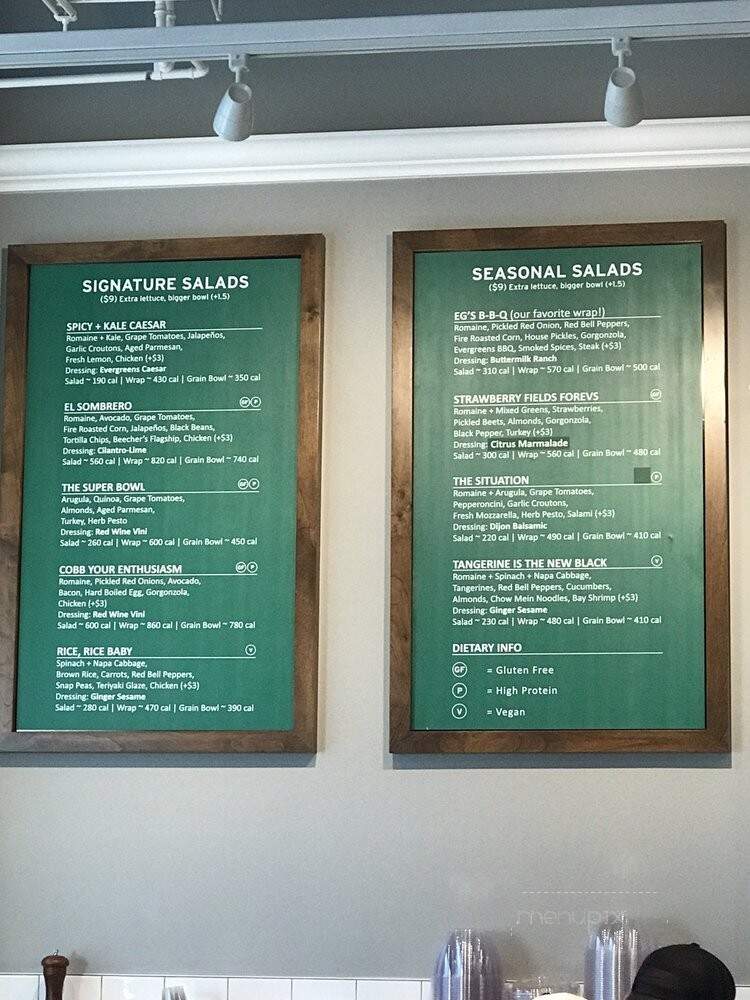 SIGNATURE SALADS
($9) Extra lettuce, bigger bowl (+1.5)
SPICY + KALE CAESAR
Romaine + Kale, Grape Tomatoes, Jalapeños,
Garlic Croutons, Aged Parmesan,
Fresh Lemon, Chicken (+$3)
Dressing: Evergreens Caesar
Salad ~ 190 cal | Wrap ~ 430 cal | Grain Bowl ~ 350 cal
EL SOMBRERO GF P
Romaine, Avocado, Grape Tomatoes,
Fire Roasted Corn, Jalapeños, Black Beans,
Tortilla Chips, Beecher's Flagship, Chicken (+$3)
Dressing: Cilantro-Lime
Salad ~ 560 cal | Wrap ~ 820 cal | Grain Bowl ~ 740 cal
THE SUPER BOWL GF P
Arugula, Quinoa, Grape Tomatoes,
Almonds, Aged Parmesan,
Turkey, Herb Pesto
Dressing: Red Wine Vini
Salad ~ 260 cal | Wrap ~ 600 cal | Grain Bowl ~ 450 cal
COBB YOUR ENTHUSIASM GF P
Romaine, Pickled Red Onions, Avocado,
Bacon, Hard Boiled Egg, Gorgonzola,
Chicken (+$3)
Dressing: Red Wine Vini
Salad ~ 600 cal | Wrap ~ 860 cal | Grain Bowl ~ 780 cal
RICE, RICE BABY V
Spinach + Napa Cabbage,
Brown Rice, Carrots, Red Bell Peppers,
Snap Peas, Teriyaki Glaze, Chicken (+$3)
Dressing: Ginger Sesame
Salad ~ 280 cal | Wrap ~ 470 cal | Grain Bowl ~ 390 cal
SEASONAL SALADS
($9) Extra lettuce, bigger bowl (+1.5)
EG'S B-B-Q (our favorite wrap!)
Romaine, Pickled Red Onion, Red Bell Peppers,
Fire Roasted Corn, House Pickles, Gorgonzola,
Evergreens BBQ, Smoked Spices, Steak (+$3)
Dressing: Buttermilk Ranch
Salad ~ 310 cal | Wrap ~ 570 cal | Grain Bowl ~ 500 cal
STRAWBERRY FIELDS FOREVS GF
Romaine + Mixed Greens, Strawberries,
Pickled Beets, Almonds, Gorgonzola,
Black Pepper, Turkey (+$3)
Dressing: Citrus Marmalade
Salad ~ 300 cal | Wrap ~ 560 cal | Grain Bowl ~ 480 cal
THE SITUATION P
Romaine + Arugula, Grape Tomatoes,
Pepperoncini, Garlic Croutons,
Fresh Mozzarella, Herb Pesto, Salami (+$3)
Dressing: Dijon Balsamic
Salad ~ 220 cal | Wrap ~ 490 cal | Grain Bowl ~ 410 cal
TANGERINE IS THE NEW BLACK V
Romaine + Spinach + Napa Cabbage,
Tangerines, Red Bell Peppers, Cucumbers,
Almonds, Chow Mein Noodles, Bay Shrimp (+$3)
Dressing: Ginger Sesame
Salad ~ 230 cal | Wrap ~ 480 cal | Grain Bowl ~ 410 cal
DIETARY INFO
GF = Gluten Free
P = High Protein
V = Vegan
menupix